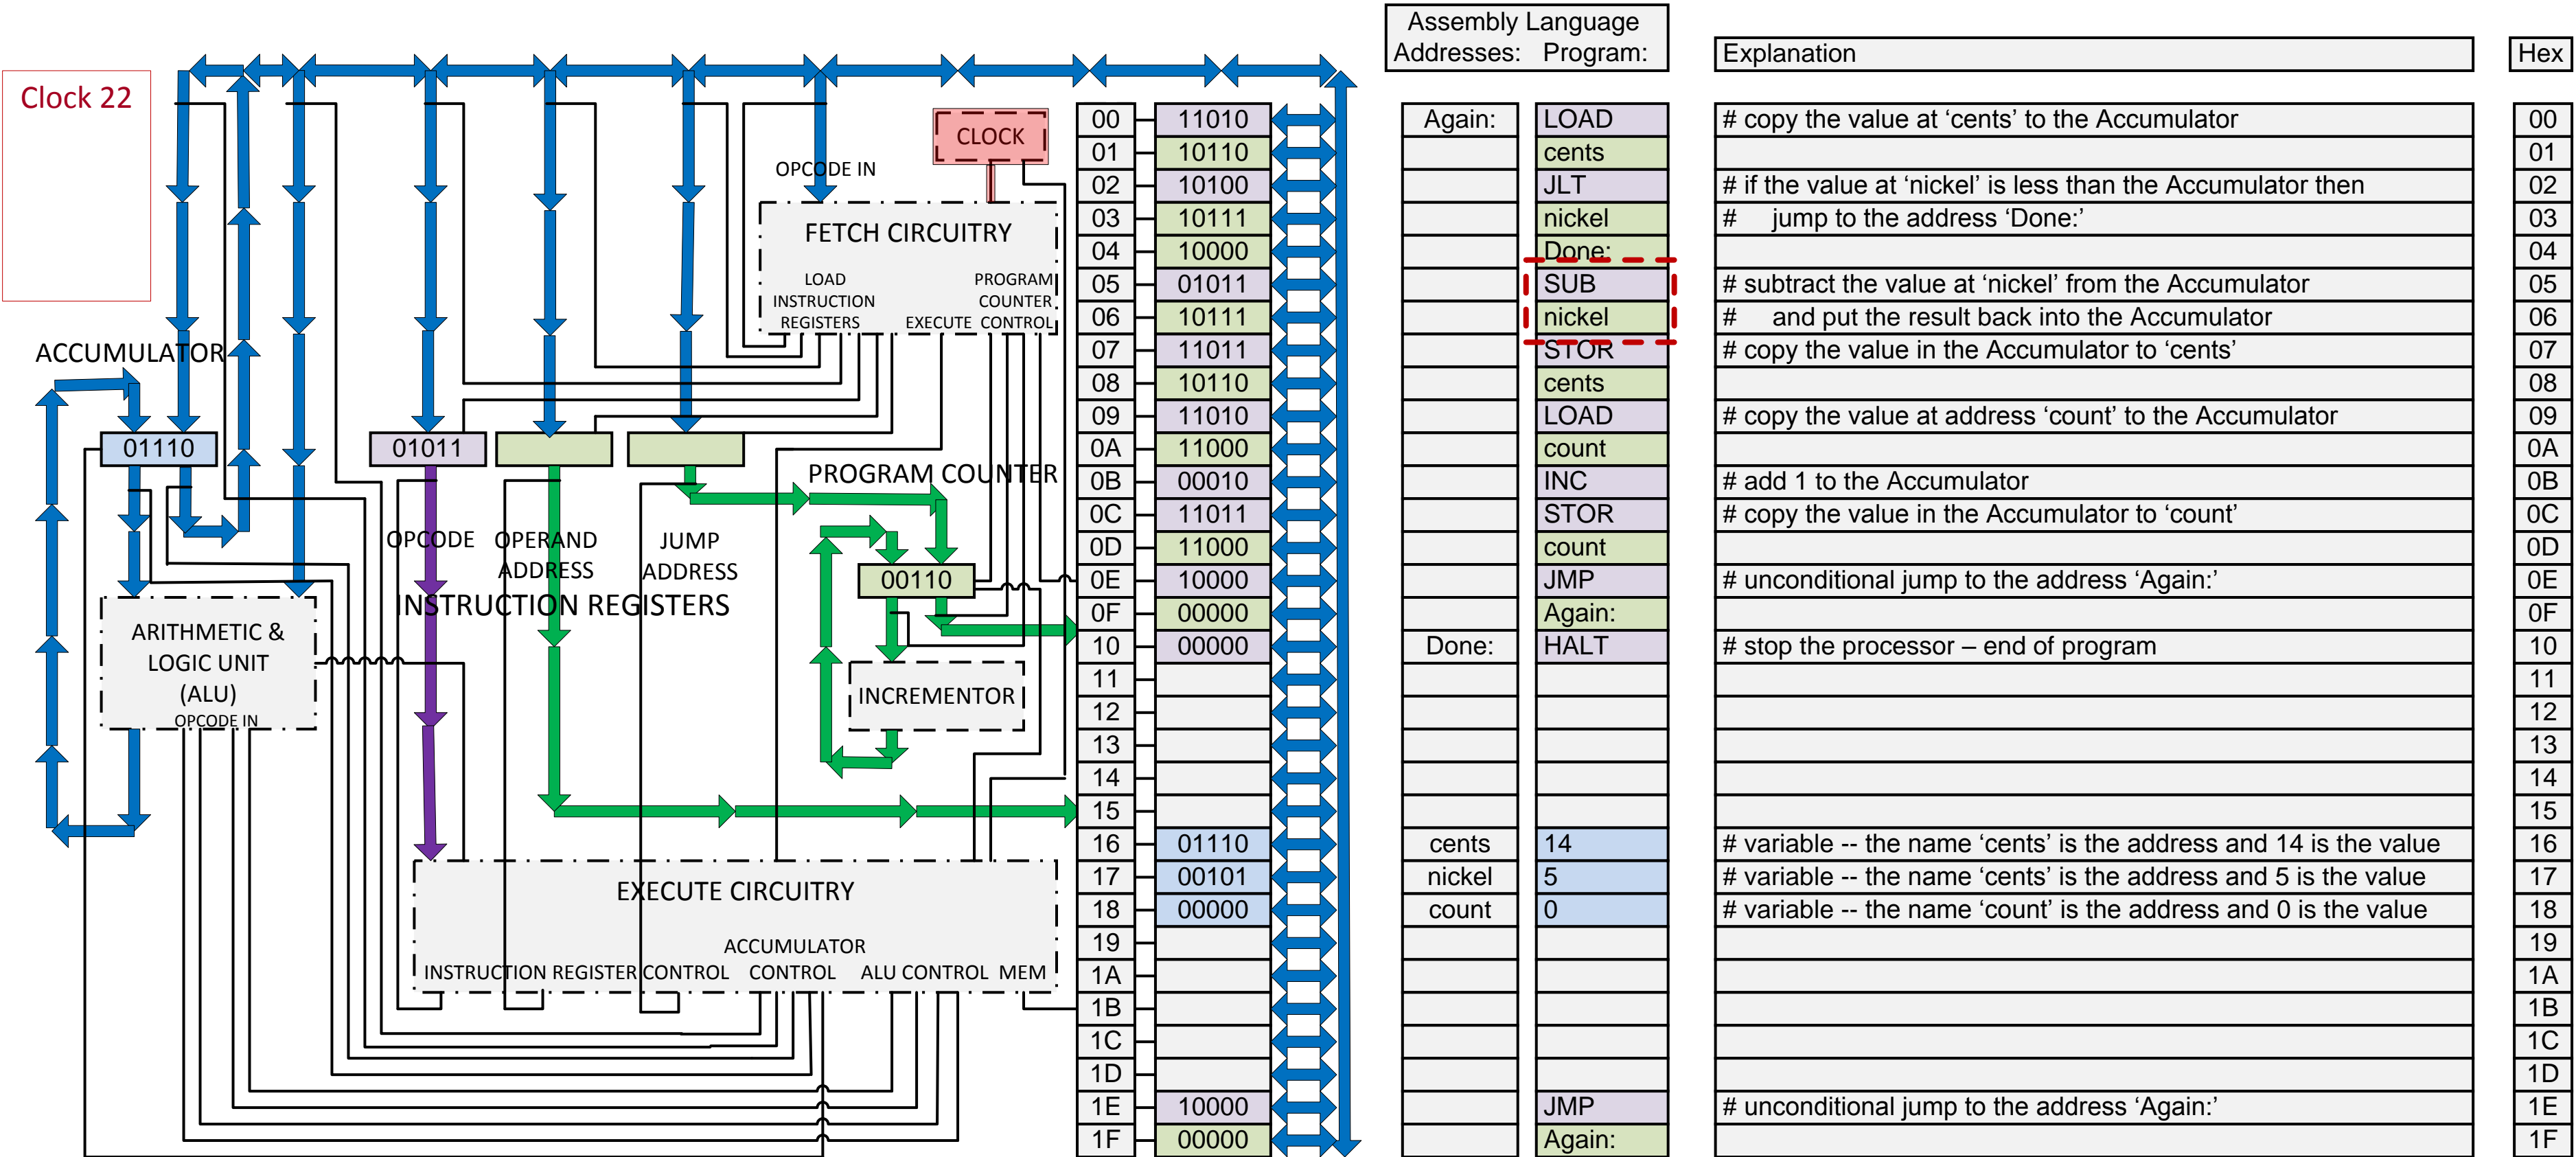 Assembly Language
Addresses: Program:
Explanation
Hex
Clock 22
CLOCK
OPCODE IN
FETCH CIRCUITRY
LOAD
INSTRUCTION
REGISTERS
EXECUTE
PROGRAM
COUNTER
CONTROL
ACCUMULATOR
01110
01011
PROGRAM COUNTER
OPCODE
OPERAND
ADDRESS
JUMP
ADDRESS
INSTRUCTION REGISTERS
00110
INCREMENTOR
ARITHMETIC &
LOGIC UNIT
(ALU)
OPCODE IN
EXECUTE CIRCUITRY
INSTRUCTION REGISTER CONTROL
ACCUMULATOR
CONTROL
ALU CONTROL
MEM
00 11010 Again: LOAD # copy the value at ‘cents’ to the Accumulator 00
01 10110 cents 01
02 10100 JLT # if the value at ‘nickel’ is less than the Accumulator then 02
03 10111 nickel # jump to the address ‘Done:’ 03
04 10000 Done: 04
05 01011 SUB # subtract the value at ‘nickel’ from the Accumulator 05
06 10111 nickel # and put the result back into the Accumulator 06
07 11011 STOR # copy the value in the Accumulator to ‘cents’ 07
08 10110 cents 08
09 11010 LOAD # copy the value at address ‘count’ to the Accumulator 09
0A 11000 count 0A
0B 00010 INC # add 1 to the Accumulator 0B
0C 11011 STOR # copy the value in the Accumulator to ‘count’ 0C
0D 11000 count 0D
0E 10000 JMP # unconditional jump to the address ‘Again:’ 0E
0F 00000 Again: 0F
10 00000 Done: HALT # stop the processor – end of program 10
11 11
12 12
13 13
14 14
15 15
16 01110 cents 14 # variable -- the name ‘cents’ is the address and 14 is the value 16
17 00101 nickel 5 # variable -- the name ‘cents’ is the address and 5 is the value 17
18 00000 count 0 # variable -- the name ‘count’ is the address and 0 is the value 18
19 19
1A 1A
1B 1B
1C 1C
1D 1D
1E 10000 JMP # unconditional jump to the address ‘Again:’ 1E
1F 00000 Again: 1F